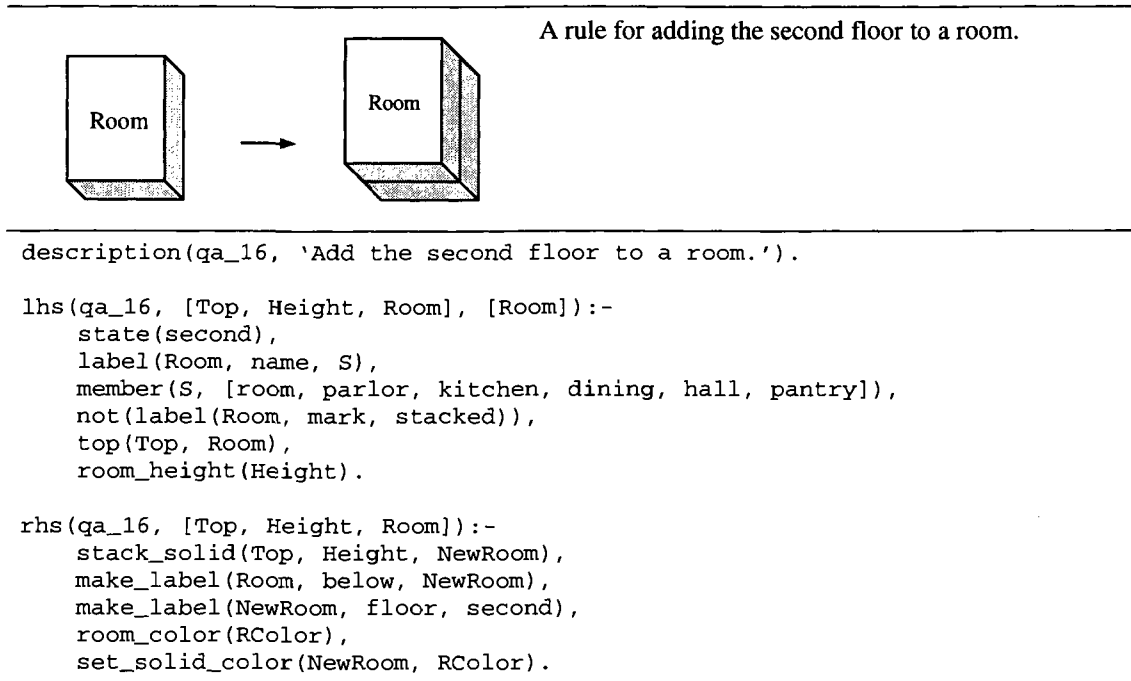 A rule for adding the second floor to a room.
Room
Room
description(qa_16, ‘Add the second floor to a room.’).
lhs(qa_16, [Top, Height, Room], [Room]):-
    state(second),
    label(Room, name, S),
    member(S, [room, parlor, kitchen, dining, hall, pantry]),
    not(label(Room, mark, stacked)),
    top(Top, Room),
    room_height(Height).
rhs(qa_16, [Top, Height, Room]):-
    stack_solid(Top, Height, NewRoom),
    make_label(Room, below, NewRoom),
    make_label(NewRoom, floor, second),
    room_color(RColor),
    set_solid_color(NewRoom, RColor).